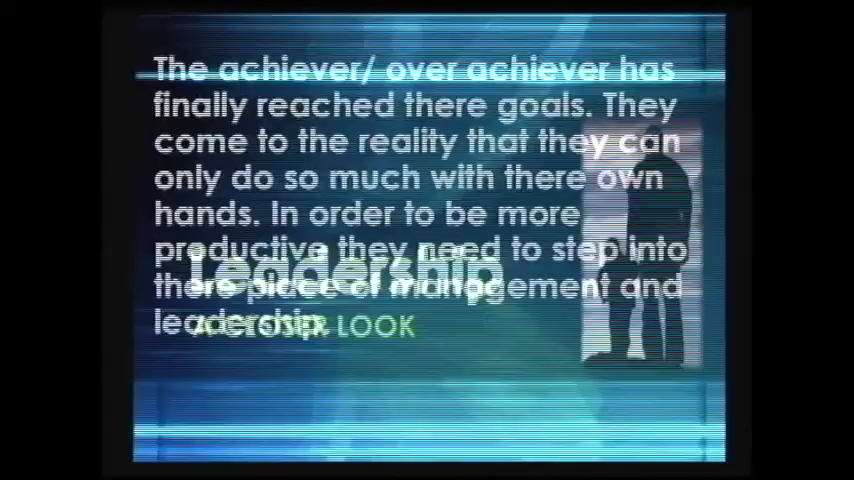 The achiever/ over achiever has
finally reached there goals. They
come to the reality that they can
only do so much with there own
hands. In order to be more
productive they need to step into
there place of management and
leadership.
Leadership
A CLOSER LOOK